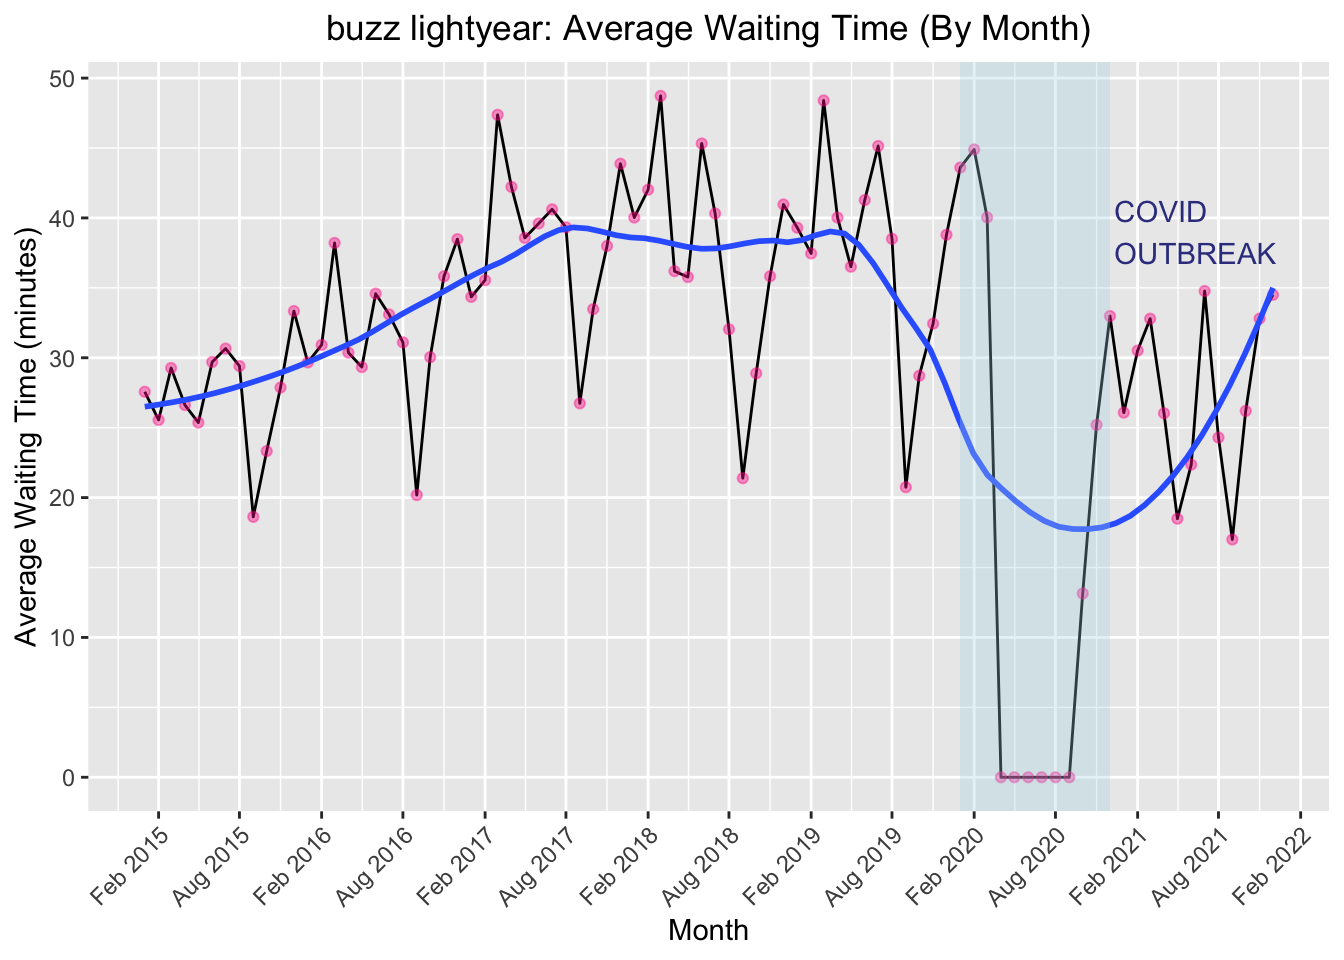 buzz lightyear: Average Waiting Time (By Month)
Average Waiting Time (minutes)
50
40
30
20
10
0
COVID
OUTBREAK
Feb 2015
Aug 2015
Feb 2016
Aug 2016
Feb 2017
Aug 2017
Feb 2018
Aug 2018
Feb 2019
Aug 2019
Feb 2020
Aug 2020
Feb 2021
Aug 2021
Feb 2022
Month